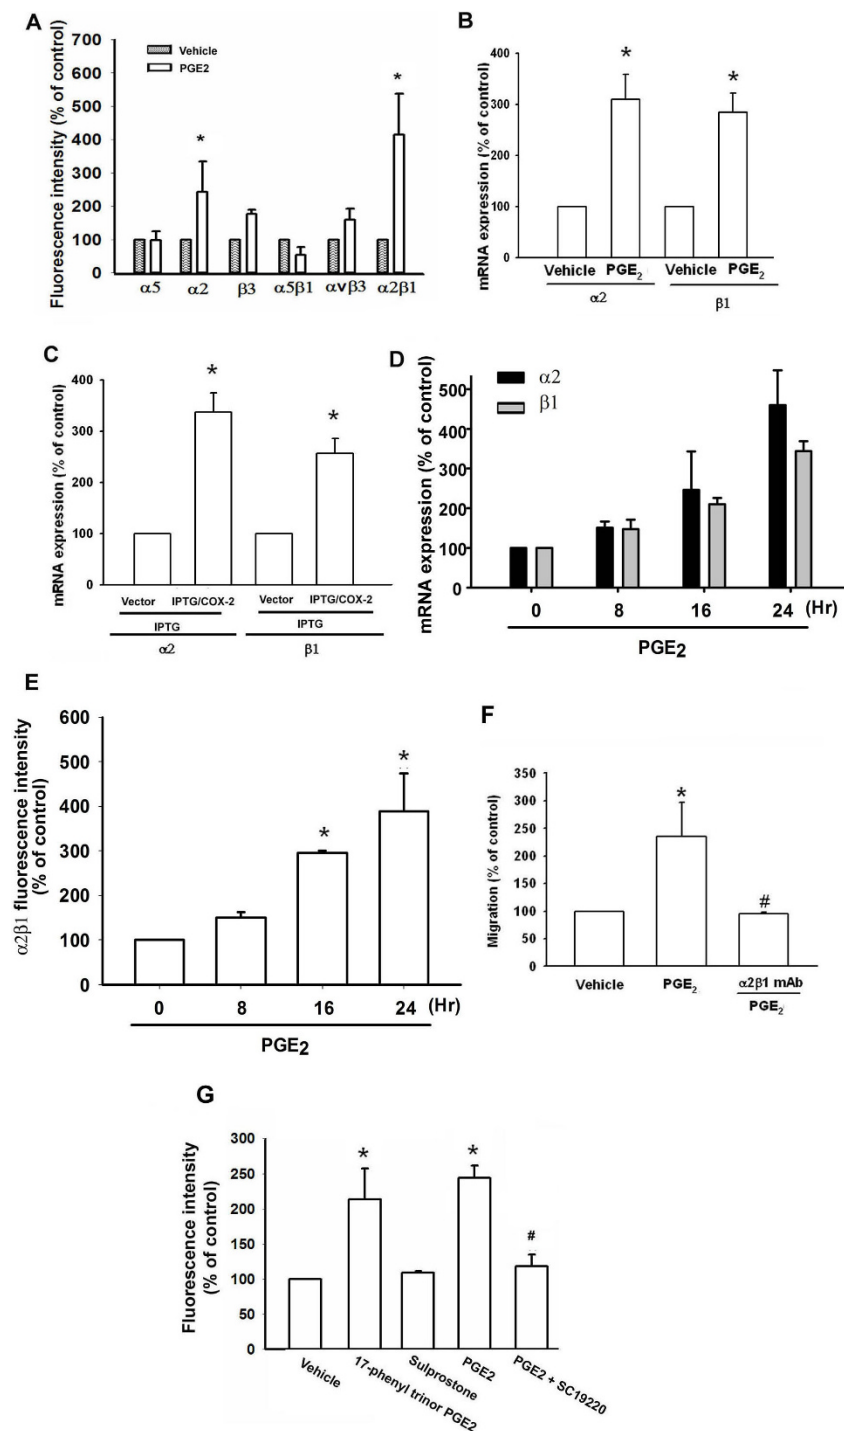 A
Fluorescence intensity (% of control)
700
600
500
400
300
200
100
0
Vehicle
PGE2
*
*
α5 α2 β3 α5β1 αvβ3 α2β1
B
mRNA expression (% of control)
400
300
200
100
0
*
*
Vehicle PGE2 Vehicle PGE2
α2 β1
C
mRNA expression (% of control)
400
300
200
100
0
*
*
Vector IPTG/COX-2 Vector IPTG/COX-2
IPTG IPTG
α2 β1
D
mRNA expression (% of control)
500
400
300
200
100
0
α2
β1
0 8 16 24 (Hr)
PGE2
E
α2β1 fluorescence intensity
(% of control)
600
500
400
300
200
100
0
*
*
0 8 16 24 (Hr)
PGE2
F
Migration (% of control)
350
300
250
200
150
100
50
0
*
#
Vehicle PGE2 α2β1 mAb
PGE2
G
Fluorescence intensity
(% of control)
300
250
200
150
100
50
0
*
*
#
Vehicle
17-phenyl trinor PGE2
Sulprostone
PGE2
PGE2 + SC19220